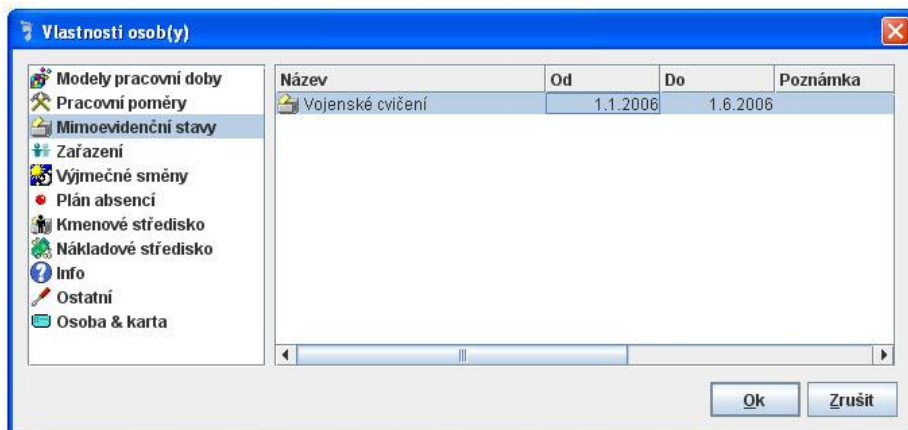 Vlastnosti osob(y)
Modely pracovní doby
Pracovní poměry
Mimoevidenční stavy
Zařazení
Výjmečné směny
Plán absencí
Kmenové středisko
Nákladové středisko
Info
Ostatní
Osoba & karta
Název Od Do Poznámka
Vojenské cvičení 1.1.2006 1.6.2006
Ok Zrušit